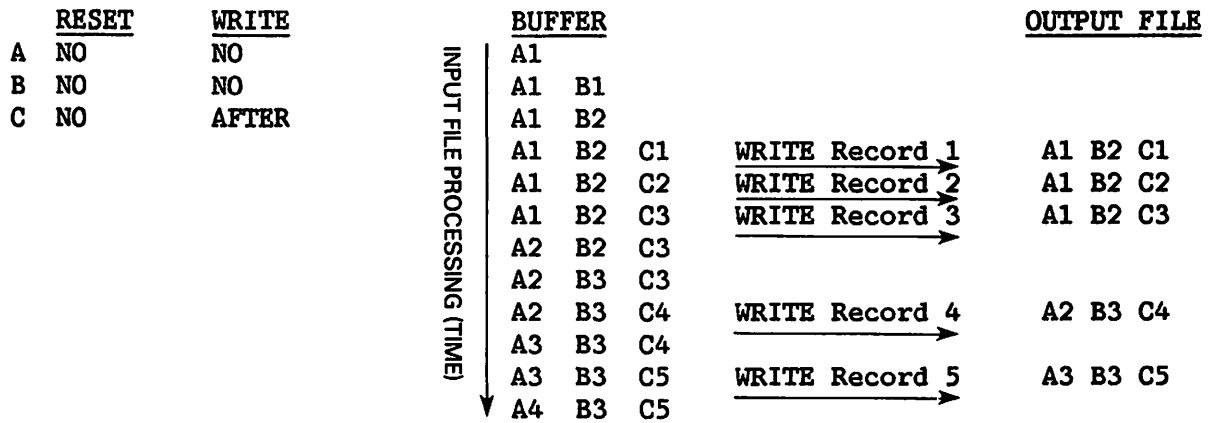 RESET WRITE BUFFER OUTPUT FILE
A NO NO A1
B NO NO A1 B1
C NO AFTER A1 B2
A1 B2 C1 WRITE Record 1 A1 B2 C1
A1 B2 C2 WRITE Record 2 A1 B2 C2
A1 B2 C3 WRITE Record 3 A1 B2 C3
A2 B2 C3
A2 B3 C3
A2 B3 C4 WRITE Record 4 A2 B3 C4
A3 B3 C4
A3 B3 C5 WRITE Record 5 A3 B3 C5
A4 B3 C5
INPUT FILE PROCESSING (TIME)